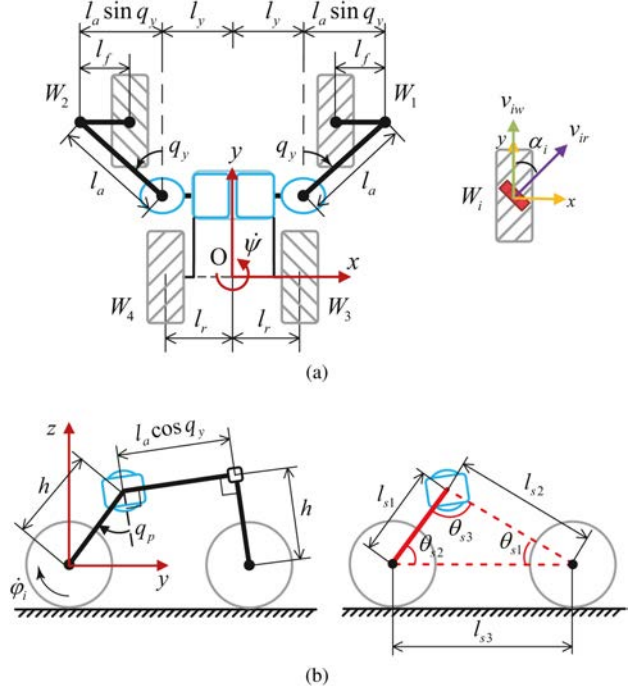 l_a sin q_y l_y l_y l_a sin q_y
l_f l_f
W_2 W_1
v_iw
y α_i v_ir
q_y y q_y
l_a l_a
W_i x
O ψ̇ x
W_4 W_3
l_r l_r
(a)
z l_a cos q_y
h l_s1 l_s2
q_p h θ_s3
θ_s2 θ_s1
φ̇_i y
l_s3
(b)